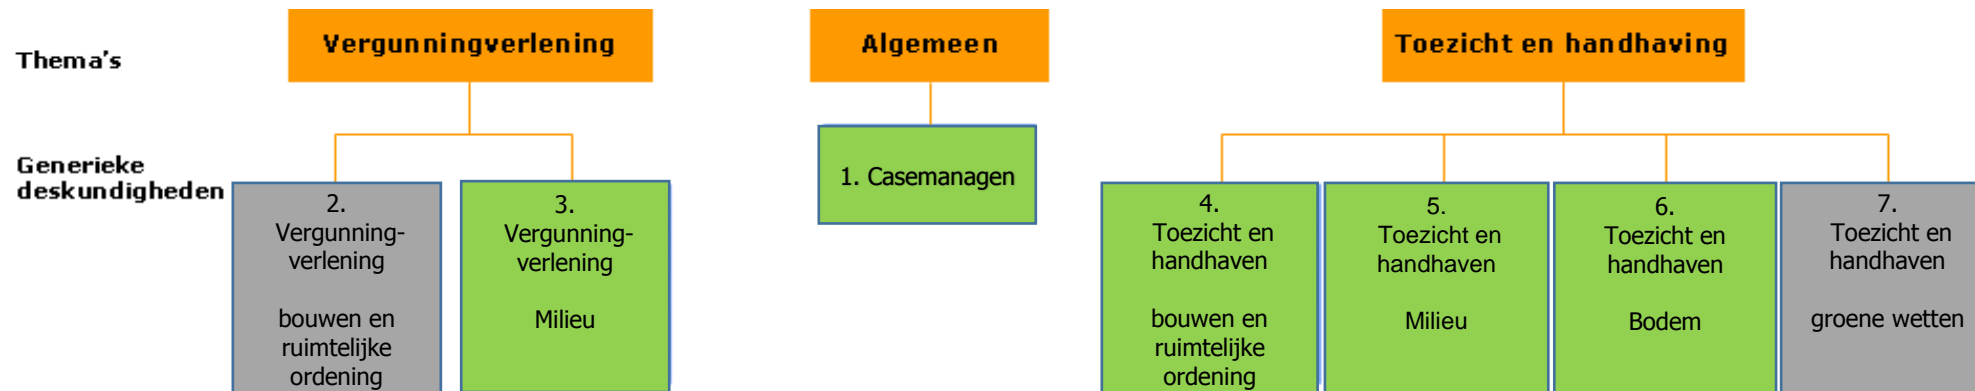 Thema's
Vergunningverlening
Algemeen
Toezicht en handhaving
Generieke
deskundigheden
2.
Vergunning-
verlening
bouwen en
ruimtelijke
ordening
3.
Vergunning-
verlening
Milieu
1. Casemanagen
4.
Toezicht en
handhaven
bouwen en
ruimtelijke
ordening
5.
Toezicht en
handhaven
Milieu
6.
Toezicht en
handhaven
Bodem
7.
Toezicht en
handhaven
groene wetten